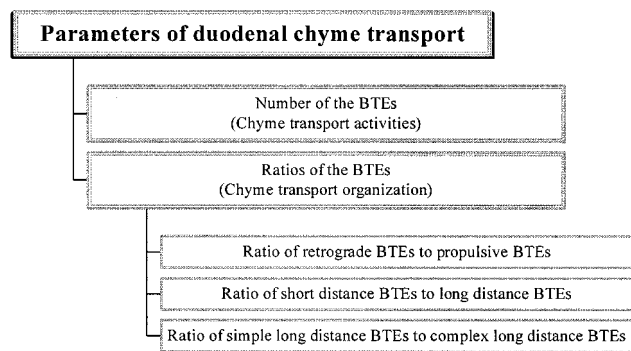 Parameters of duodenal chyme transport
Number of the BTEs
(Chyme transport activities)
Ratios of the BTEs
(Chyme transport organization)
Ratio of retrograde BTEs to propulsive BTEs
Ratio of short distance BTEs to long distance BTEs
Ratio of simple long distance BTEs to complex long distance BTEs